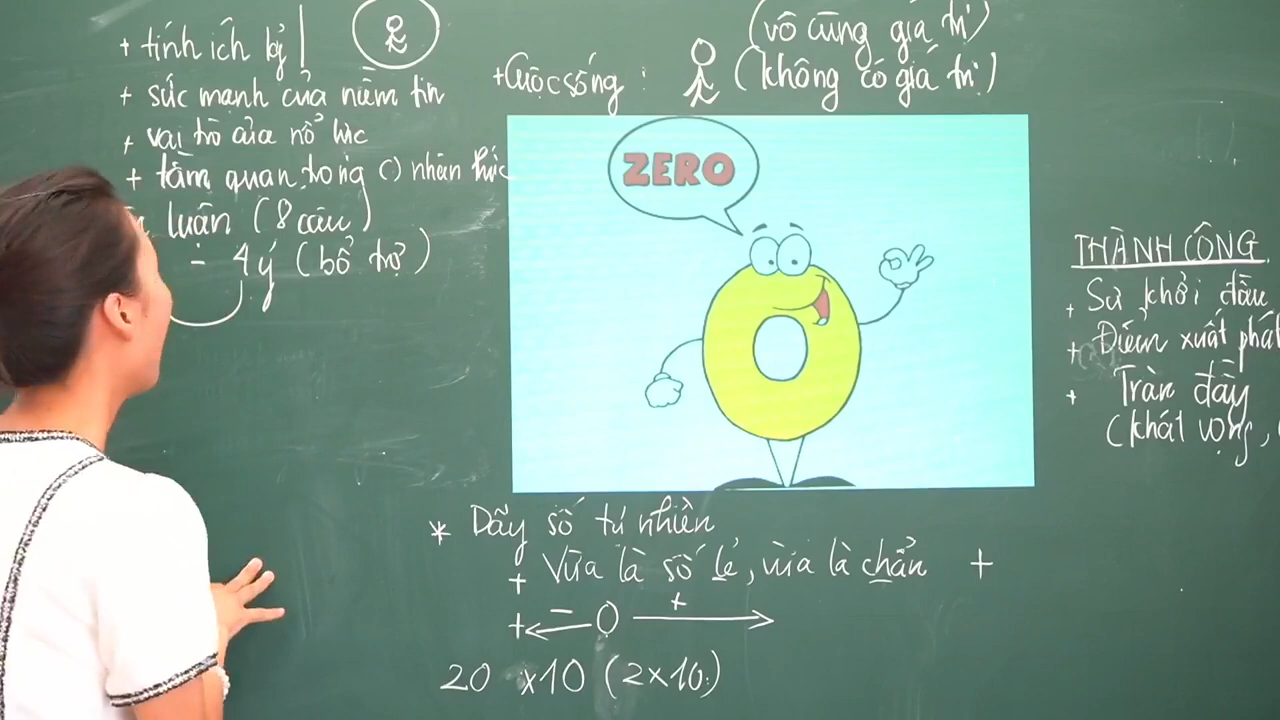 + tính ích kỷ
+ sức mạnh của niềm tin
+ vai trò của nỗ lực
+ tầm quan trọng () nhận thức
luận (8 câu)
- 4 ý (bổ trợ)
(vô cùng giá trị)
+ Cuộc sống : (không có giá trị)
ZERO
THÀNH CÔNG
+ Sự khởi đầu
+ Điểm xuất phát
+ Tràn đầy
(khát vọng,
* Dãy số tự nhiên
+ Vừa là số lẻ, vừa là chẵn +
+ − 0 +
20 x10 (2x10)